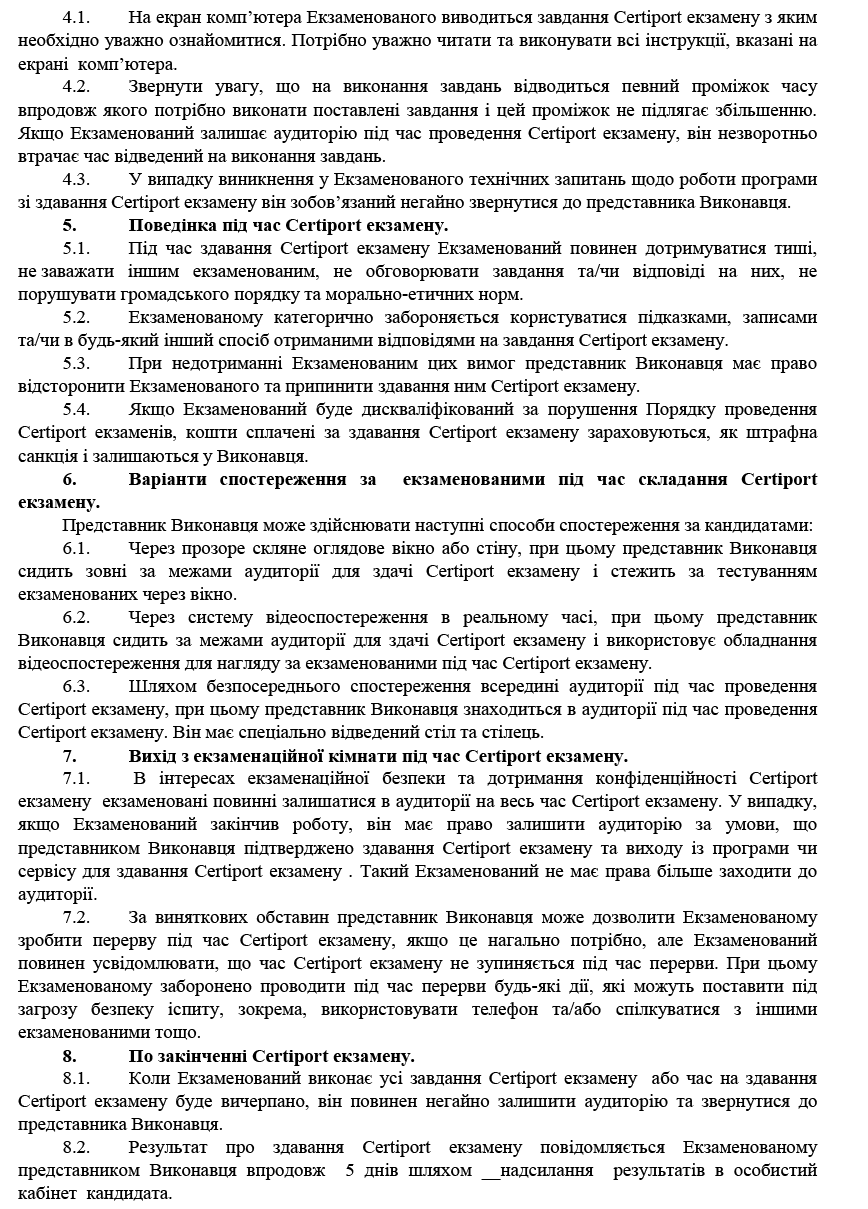 4.1. На екран комп’ютера Екзаменованого виводиться завдання Certiport екзамену з яким
необхідно уважно ознайомитися. Потрібно уважно читати та виконувати всі інструкції, вказані на
екрані комп’ютера.
4.2. Звернути увагу, що на виконання завдань відводиться певний проміжок часу
впродовж якого потрібно виконати поставлені завдання і цей проміжок не підлягає збільшенню.
Якщо Екзаменований залишає аудиторію під час проведення Certiport екзамену, він незворотньо
втрачає час відведений на виконання завдань.
4.3. У випадку виникнення у Екзаменованого технічних запитань щодо роботи програми
зі здавання Certiport екзамену він зобов’язаний негайно звернутися до представника Виконавця.
5. Поведінка під час Certiport екзамену.
5.1. Під час здавання Certiport екзамену Екзаменований повинен дотримуватися тиші,
не заважати іншим екзаменованим, не обговорювати завдання та/чи відповіді на них, не
порушувати громадського порядку та морально-етичних норм.
5.2. Екзаменованому категорично забороняється користуватися підказками, записами
та/чи в будь-який інший спосіб отриманими відповідями на завдання Certiport екзамену.
5.3. При недотриманні Екзаменованим цих вимог представник Виконавця має право
відсторонити Екзаменованого та припинити здавання ним Certiport екзамену.
5.4. Якщо Екзаменований буде дискваліфікований за порушення Порядку проведення
Certiport екзаменів, кошти сплачені за здавання Certiport екзамену зараховуються, як штрафна
санкція і залишаються у Виконавця.
6. Варіанти спостереження за екзаменованими під час складання Certiport
екзамену.
Представник Виконавця може здійснювати наступні способи спостереження за кандидатами:
6.1. Через прозоре скляне оглядове вікно або стіну, при цьому представник Виконавця
сидить зовні за межами аудиторії для здачі Certiport екзамену і стежить за тестуванням
екзаменованих через вікно.
6.2. Через систему відеоспостереження в реальному часі, при цьому представник
Виконавця сидить за межами аудиторії для здачі Certiport екзамену і використовує обладнання
відеоспостереження для нагляду за екзаменованими під час Certiport екзамену.
6.3. Шляхом безпосереднього спостереження всередині аудиторії під час проведення
Certiport екзамену, при цьому представник Виконавця знаходиться в аудиторії під час проведення
Certiport екзамену. Він має спеціально відведений стіл та стілець.
7. Вихід з екзаменаційної кімнати під час Certiport екзамену.
7.1. В інтересах екзаменаційної безпеки та дотримання конфіденційності Certiport
екзамену екзаменовані повинні залишатися в аудиторії на весь час Certiport екзамену. У випадку,
якщо Екзаменований закінчив роботу, він має право залишити аудиторію за умови, що
представником Виконавця підтверджено здавання Certiport екзамену та виходу із програми чи
сервісу для здавання Certiport екзамену . Такий Екзаменований не має права більше заходити до
аудиторії.
7.2. За виняткових обставин представник Виконавця може дозволити Екзаменованому
зробити перерву під час Certiport екзамену, якщо це нагально потрібно, але Екзаменований
повинен усвідомлювати, що час Certiport екзамену не зупиняється під час перерви. При цьому
Екзаменованому заборонено проводити під час перерви будь-які дії, які можуть поставити під
загрозу безпеку іспиту, зокрема, використовувати телефон та/або спілкуватися з іншими
екзаменованими тощо.
8. По закінченні Certiport екзамену.
8.1. Коли Екзаменований виконає усі завдання Certiport екзамену або час на здавання
Certiport екзамену буде вичерпано, він повинен негайно залишити аудиторію та звернутися до
представника Виконавця.
8.2. Результат про здавання Certiport екзамену повідомляється Екзаменованому
представником Виконавця впродовж 5 днів шляхом __надсилання результатів в особистий
кабінет кандидата.